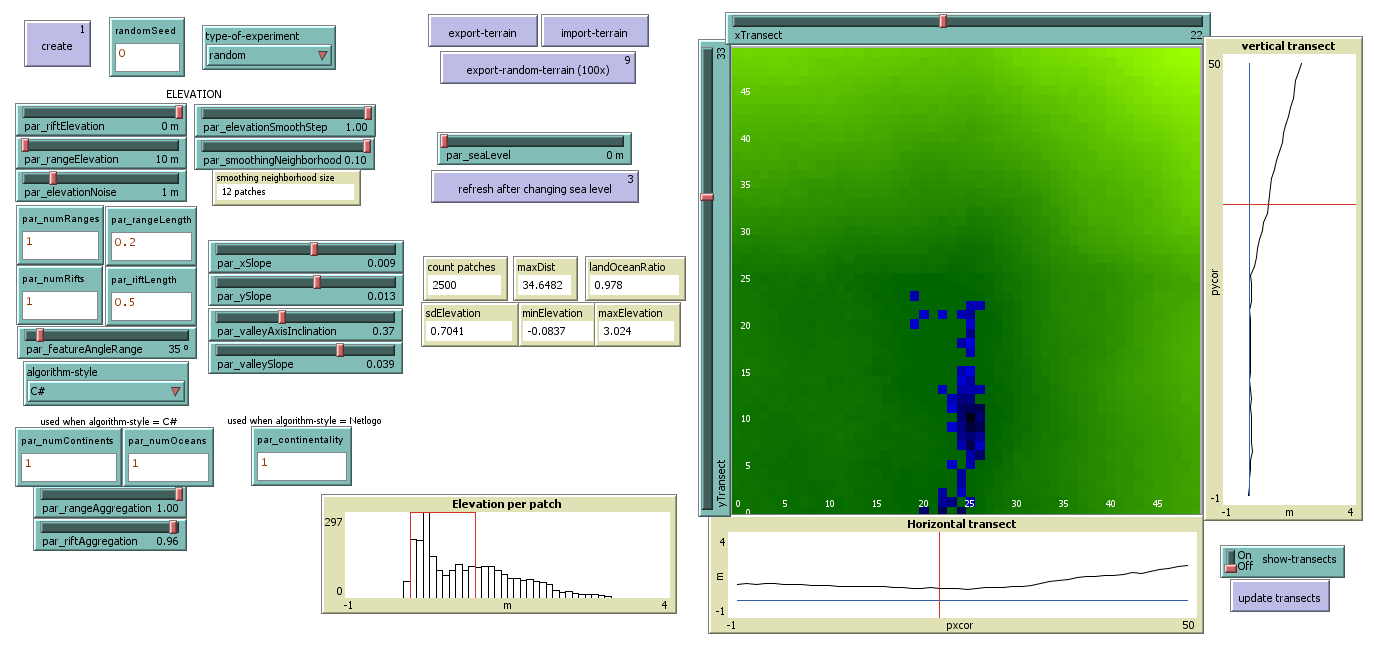 create
1
randomSeed
0
type-of-experiment
random
export-terrain
import-terrain
export-random-terrain (100x)
9
ELEVATION
par_riftElevation 0 m
par_elevationSmoothStep 1.00
par_rangeElevation 10 m
par_smoothingNeighborhood 0.10
par_elevationNoise 1 m
smoothing neighborhood size
12 patches
par_seaLevel 0 m
refresh after changing sea level
3
par_numRanges
1
par_rangeLength
0.2
par_numRifts
1
par_riftLength
0.5
par_featureAngleRange 35 º
par_xSlope 0.009
par_ySlope 0.013
par_valleyAxisInclination 0.37
par_valleySlope 0.039
count patches
2500
maxDist
34.6482
landOceanRatio
0.978
sdElevation
0.7041
minElevation
-0.0837
maxElevation
3.024
algorithm-style
C#
used when algorithm-style = C#
used when algorithm-style = Netlogo
par_numContinents
1
par_numOceans
1
par_continentality
1
par_rangeAggregation 1.00
par_riftAggregation 0.96
Elevation per patch
297
0
-1 m 4
xTransect 22
yTransect
33
45
40
35
30
25
20
15
10
5
0
0 5 10 15 20 25 30 35 40 45
vertical transect
50
pycor
-1
-1 m 4
Horizontal transect
4
m
-1
-1 pxcor 50
On
Off
show-transects
update transects